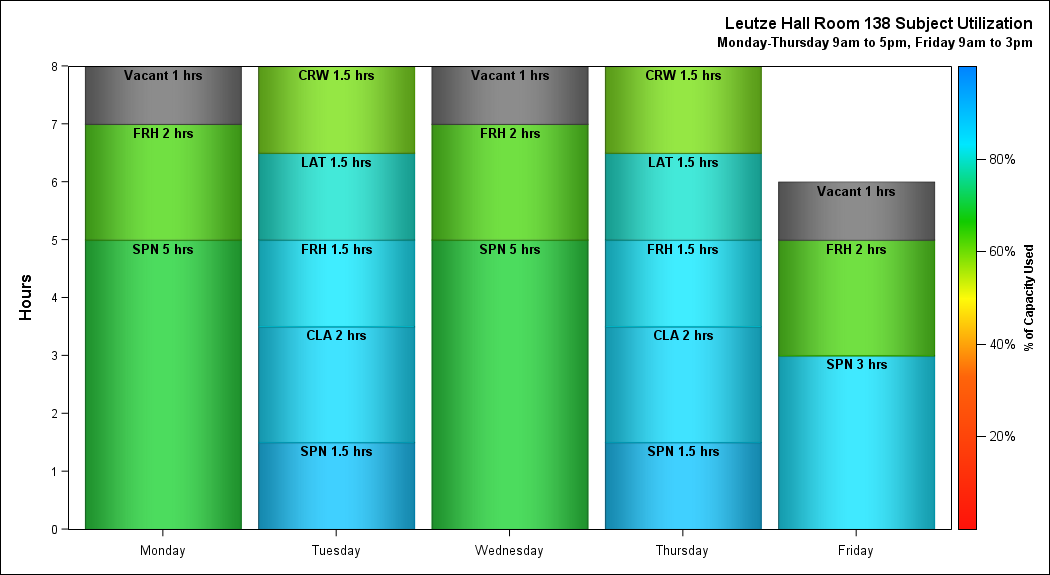 Leutze Hall Room 138 Subject Utilization
Monday-Thursday 9am to 5pm, Friday 9am to 3pm
Hours
8
7
6
5
4
3
2
1
0
Vacant 1 hrs
FRH 2 hrs
SPN 5 hrs
CRW 1.5 hrs
LAT 1.5 hrs
FRH 1.5 hrs
CLA 2 hrs
SPN 1.5 hrs
Vacant 1 hrs
FRH 2 hrs
SPN 5 hrs
CRW 1.5 hrs
LAT 1.5 hrs
FRH 1.5 hrs
CLA 2 hrs
SPN 1.5 hrs
Vacant 1 hrs
FRH 2 hrs
SPN 3 hrs
Monday Tuesday Wednesday Thursday Friday
80%
60%
40%
20%
% of Capacity Used